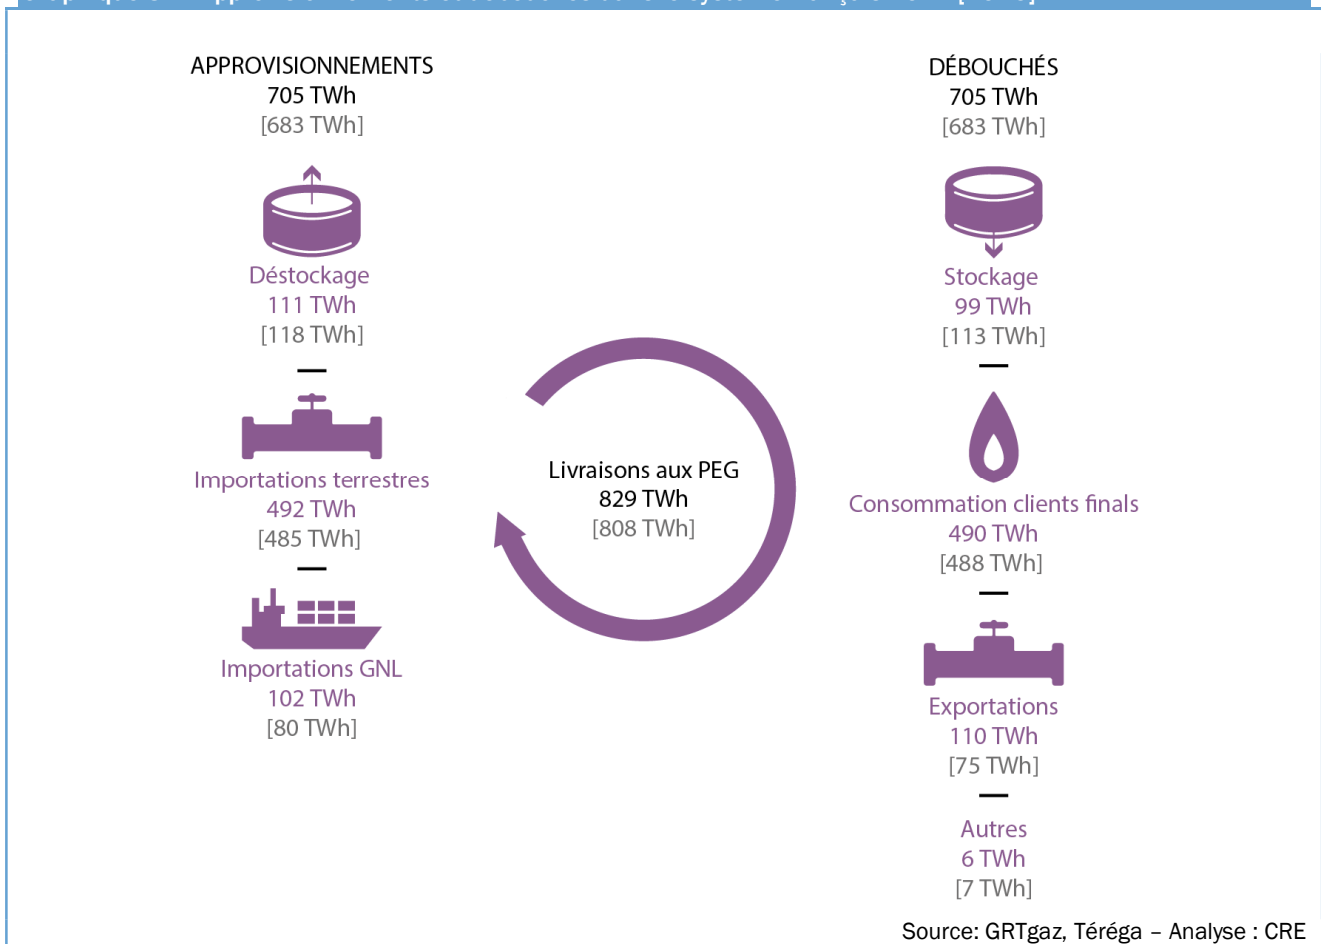 APPROVISIONNEMENTS
705 TWh
[683 TWh]
Déstockage
111 TWh
[118 TWh]
Importations terrestres
492 TWh
[485 TWh]
Importations GNL
102 TWh
[80 TWh]
Livraisons aux PEG
829 TWh
[808 TWh]
DÉBOUCHÉS
705 TWh
[683 TWh]
Stockage
99 TWh
[113 TWh]
Consommation clients finals
490 TWh
[488 TWh]
Exportations
110 TWh
[75 TWh]
Autres
6 TWh
[7 TWh]
Source: GRTgaz, Téréga – Analyse : CRE